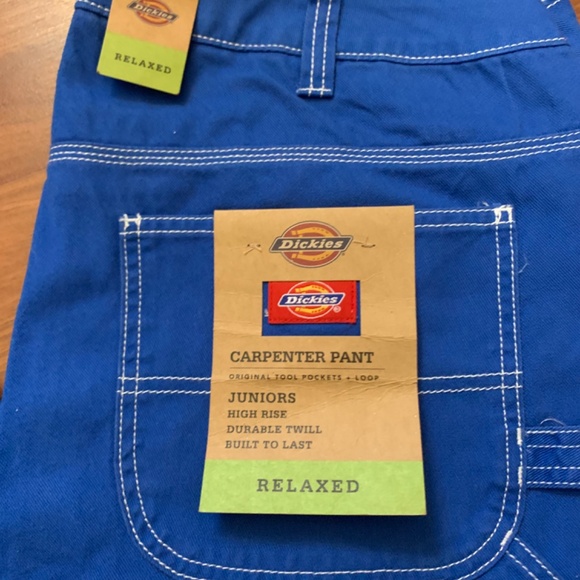 Dickies
RELAXED
Dickies
Dickies
CARPENTER PANT
ORIGINAL TOOL POCKETS + LOOP
JUNIORS
HIGH RISE
DURABLE TWILL
BUILT TO LAST
RELAXED